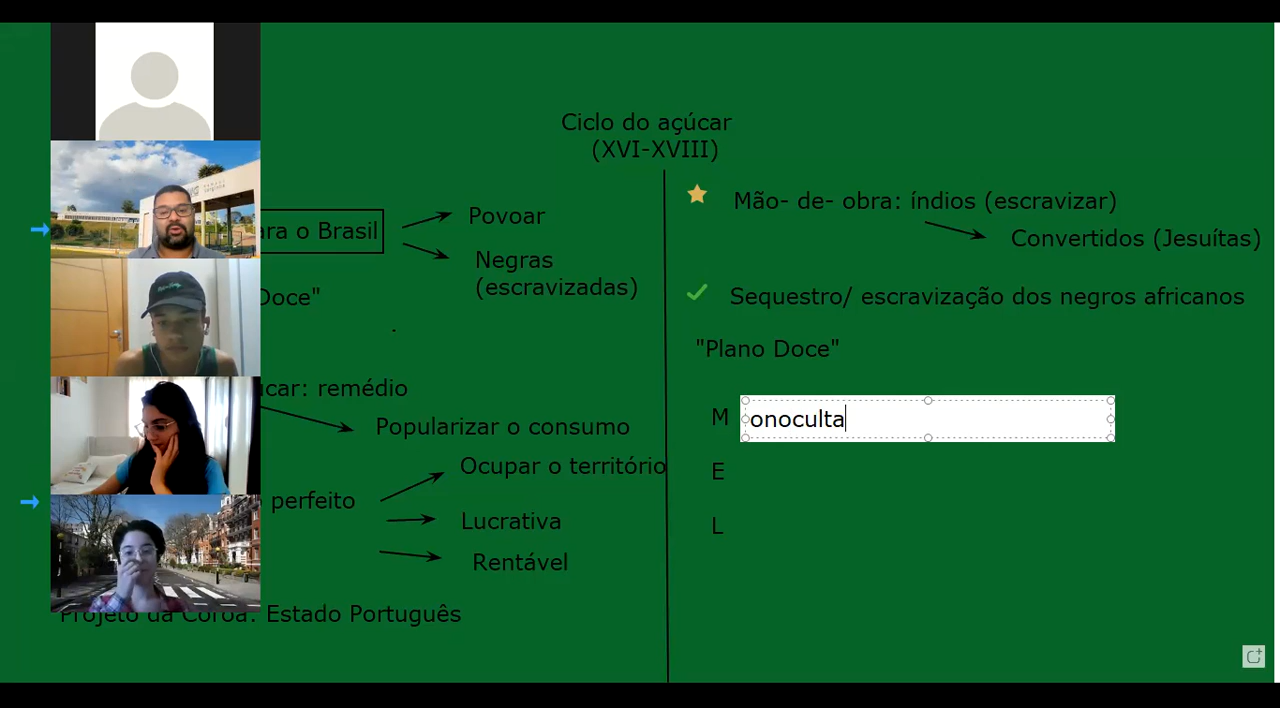 Ciclo do açúcar
(XVI-XVIII)
ara o Brasil
Povoar
Negras
(escravizadas)
Doce"
úcar: remédio
Popularizar o consumo
perfeito
Ocupar o território
Lucrativa
Rentável
Projeto da Coroa: Estado Português
Mão- de- obra: índios (escravizar)
Convertidos (Jesuítas)
Sequestro/ escravização dos negros africanos
"Plano Doce"
M onoculta
E
L